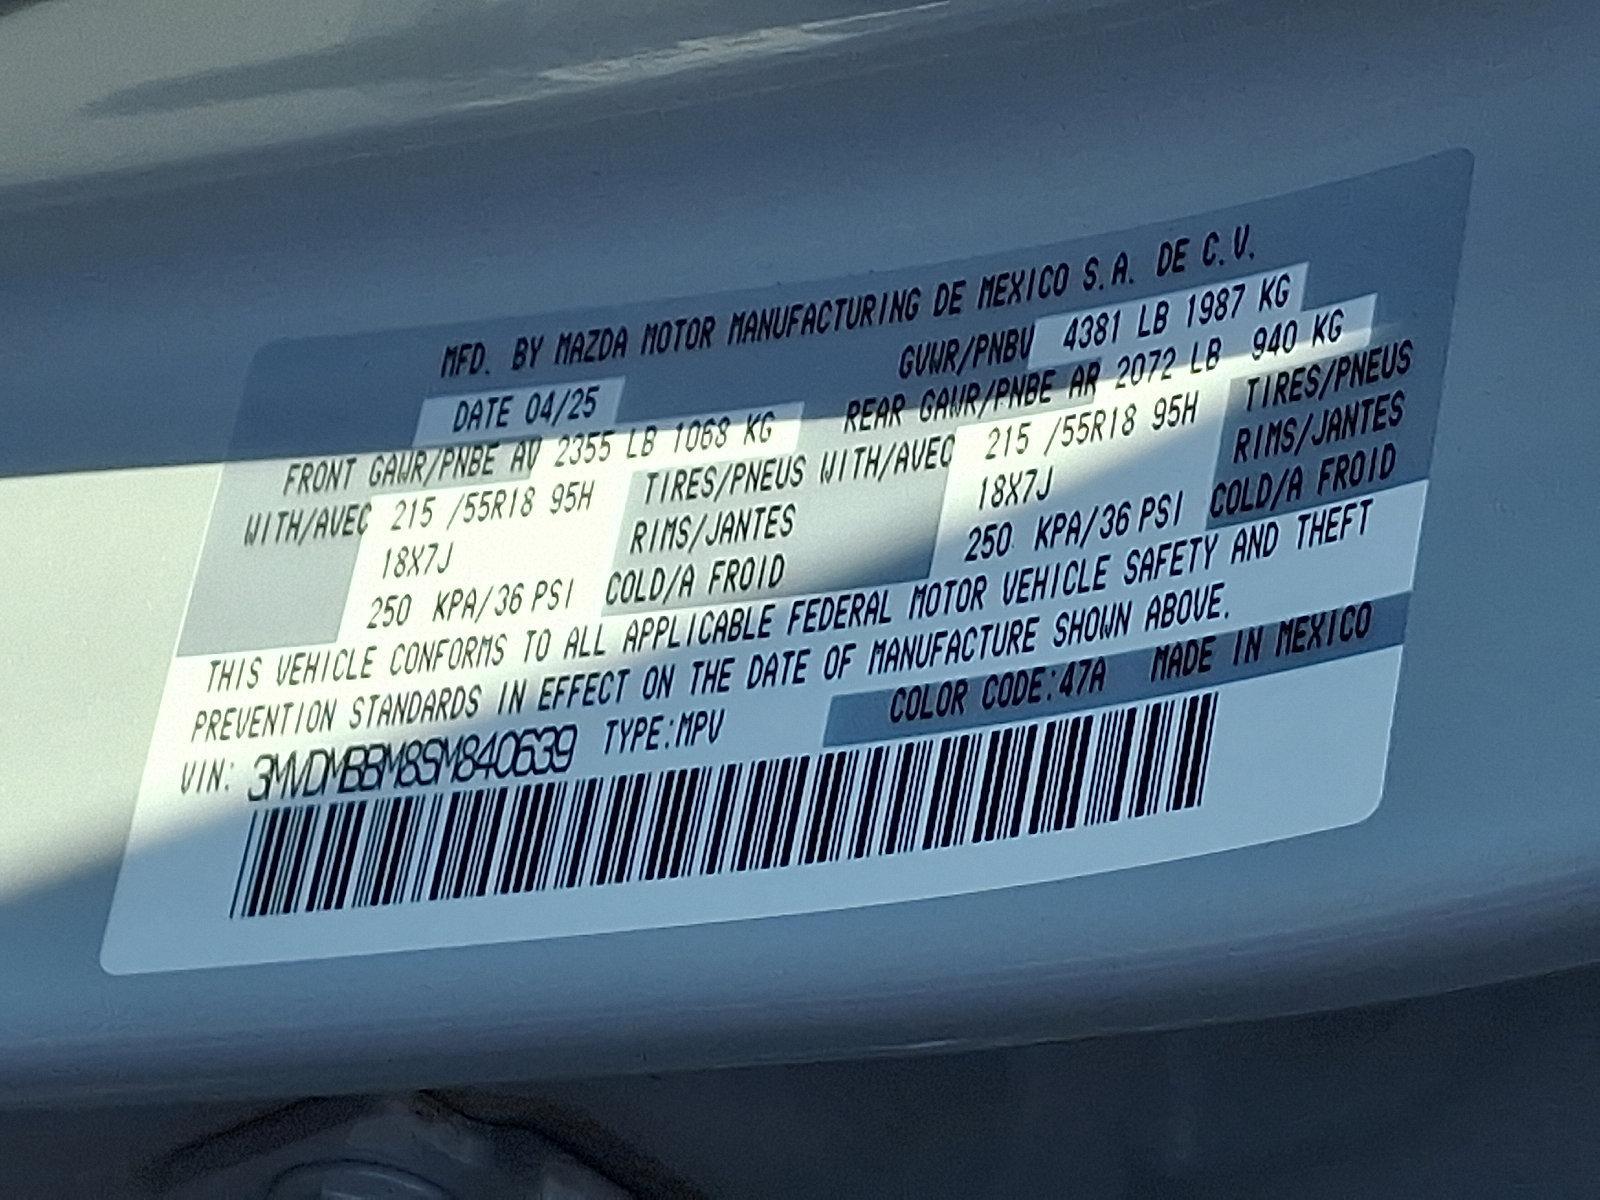 MFD. BY MAZDA MOTOR MANUFACTURING DE MEXICO S.A. DE C.V.
DATE 04/25 GVWR/PNBV 4381 LB 1987 KG
FRONT GAWR/PNBE AV 2355 LB 1068 KG REAR GAWR/PNBE AR 2072 LB 940 KG
WITH/AVEC 215 /55R18 95H TIRES/PNEUS WITH/AVEC 215 /55R18 95H TIRES/PNEUS
18X7J RIMS/JANTES 18X7J RIMS/JANTES
250 KPA/36 PSI COLD/A FROID 250 KPA/36 PSI COLD/A FROID
THIS VEHICLE CONFORMS TO ALL APPLICABLE FEDERAL MOTOR VEHICLE SAFETY AND THEFT
PREVENTION STANDARDS IN EFFECT ON THE DATE OF MANUFACTURE SHOWN ABOVE.
VIN: 3MVDMBBM8SM840639 TYPE:MPV COLOR CODE:47A MADE IN MEXICO